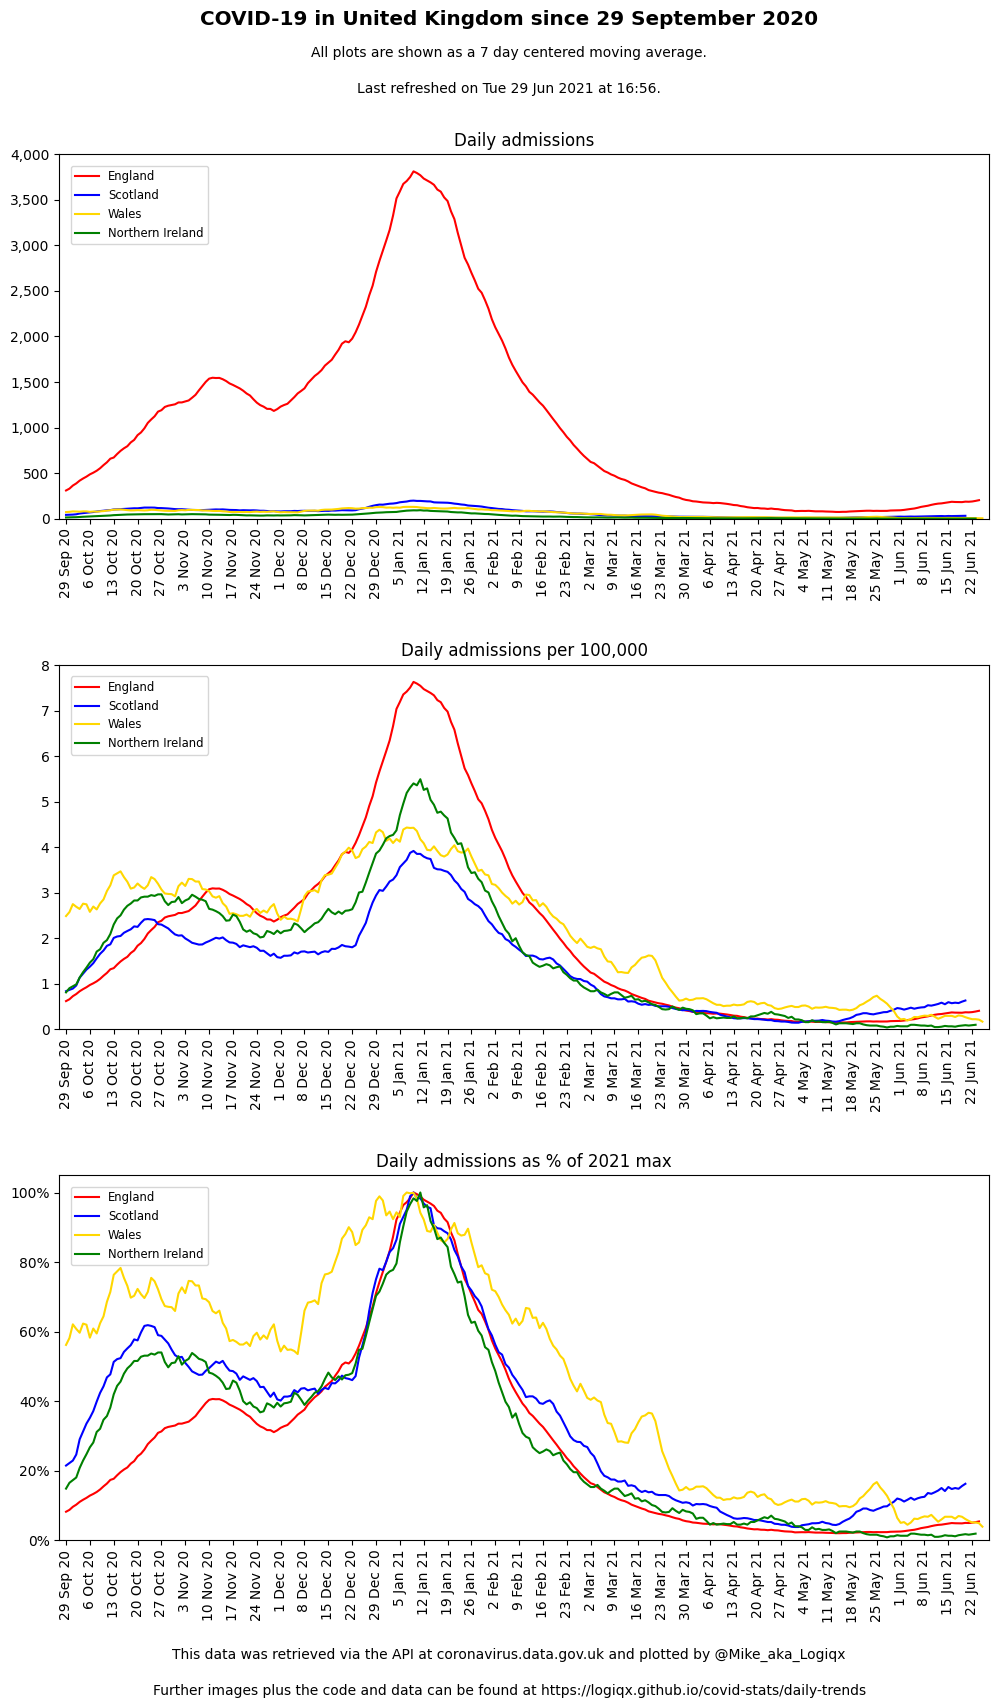 COVID-19 in United Kingdom since 29 September 2020
All plots are shown as a 7 day centered moving average.
Last refreshed on Tue 29 Jun 2021 at 16:56.
Daily admissions
4,000
3,500
3,000
2,500
2,000
1,500
1,000
500
0
England
Scotland
Wales
Northern Ireland
29 Sep 20
6 Oct 20
13 Oct 20
20 Oct 20
27 Oct 20
3 Nov 20
10 Nov 20
17 Nov 20
24 Nov 20
1 Dec 20
8 Dec 20
15 Dec 20
22 Dec 20
29 Dec 20
5 Jan 21
12 Jan 21
19 Jan 21
26 Jan 21
2 Feb 21
9 Feb 21
16 Feb 21
23 Feb 21
2 Mar 21
9 Mar 21
16 Mar 21
23 Mar 21
30 Mar 21
6 Apr 21
13 Apr 21
20 Apr 21
27 Apr 21
4 May 21
11 May 21
18 May 21
25 May 21
1 Jun 21
8 Jun 21
15 Jun 21
22 Jun 21
Daily admissions per 100,000
8
7
6
5
4
3
2
1
0
England
Scotland
Wales
Northern Ireland
29 Sep 20
6 Oct 20
13 Oct 20
20 Oct 20
27 Oct 20
3 Nov 20
10 Nov 20
17 Nov 20
24 Nov 20
1 Dec 20
8 Dec 20
15 Dec 20
22 Dec 20
29 Dec 20
5 Jan 21
12 Jan 21
19 Jan 21
26 Jan 21
2 Feb 21
9 Feb 21
16 Feb 21
23 Feb 21
2 Mar 21
9 Mar 21
16 Mar 21
23 Mar 21
30 Mar 21
6 Apr 21
13 Apr 21
20 Apr 21
27 Apr 21
4 May 21
11 May 21
18 May 21
25 May 21
1 Jun 21
8 Jun 21
15 Jun 21
22 Jun 21
Daily admissions as % of 2021 max
100%
80%
60%
40%
20%
0%
England
Scotland
Wales
Northern Ireland
29 Sep 20
6 Oct 20
13 Oct 20
20 Oct 20
27 Oct 20
3 Nov 20
10 Nov 20
17 Nov 20
24 Nov 20
1 Dec 20
8 Dec 20
15 Dec 20
22 Dec 20
29 Dec 20
5 Jan 21
12 Jan 21
19 Jan 21
26 Jan 21
2 Feb 21
9 Feb 21
16 Feb 21
23 Feb 21
2 Mar 21
9 Mar 21
16 Mar 21
23 Mar 21
30 Mar 21
6 Apr 21
13 Apr 21
20 Apr 21
27 Apr 21
4 May 21
11 May 21
18 May 21
25 May 21
1 Jun 21
8 Jun 21
15 Jun 21
22 Jun 21
This data was retrieved via the API at coronavirus.data.gov.uk and plotted by @Mike_aka_Logiqx
Further images plus the code and data can be found at https://logiqx.github.io/covid-stats/daily-trends